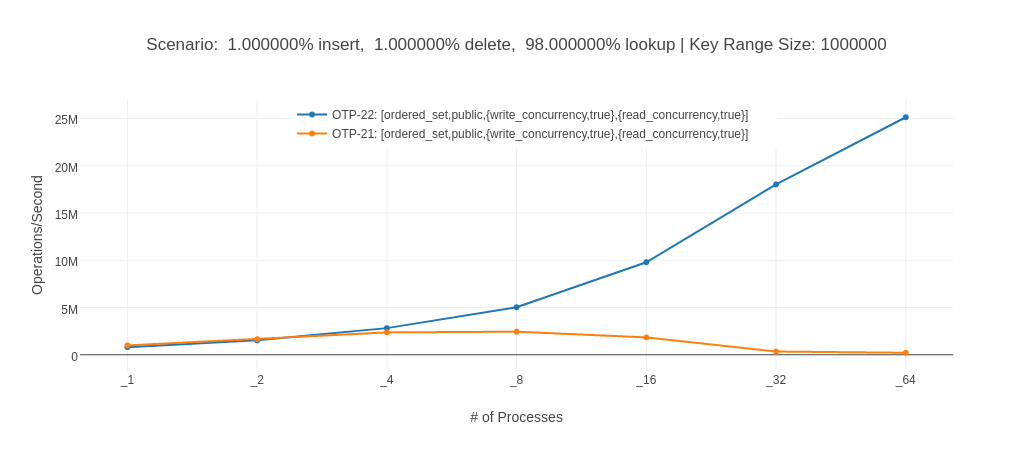 Scenario:  1.000000% insert,  1.000000% delete,  98.000000% lookup | Key Range Size: 1000000
OTP-22: [ordered_set,public,{write_concurrency,true},{read_concurrency,true}]
OTP-21: [ordered_set,public,{write_concurrency,true},{read_concurrency,true}]
Operations/Second
25M
20M
15M
10M
5M
0
_1 _2 _4 _8 _16 _32 _64
# of Processes